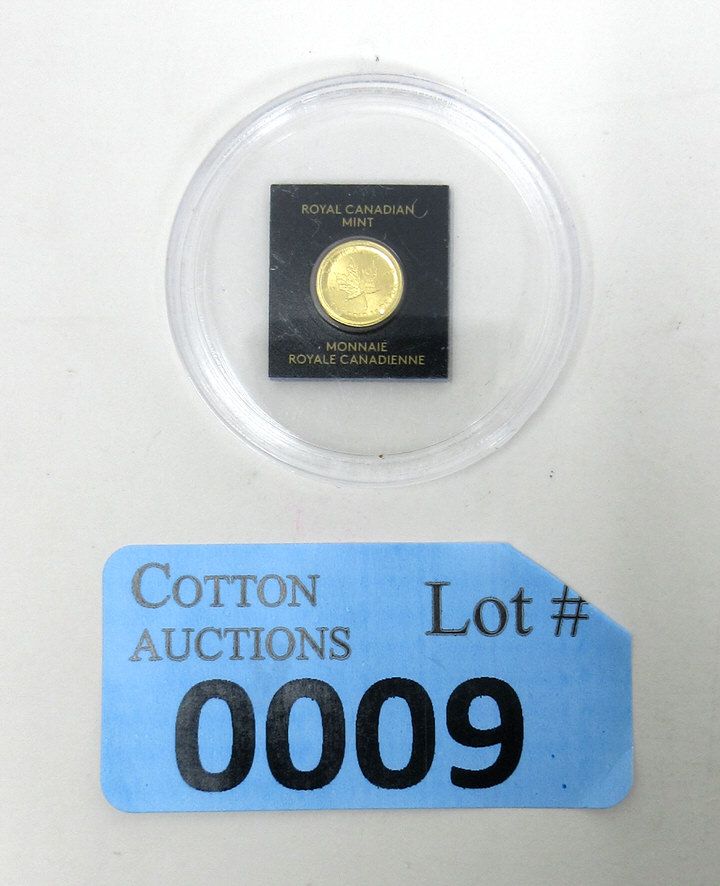 ROYAL CANADIAN
MINT
MONNAIE
ROYALE CANADIENNE
COTTON
AUCTIONS
Lot #
0009